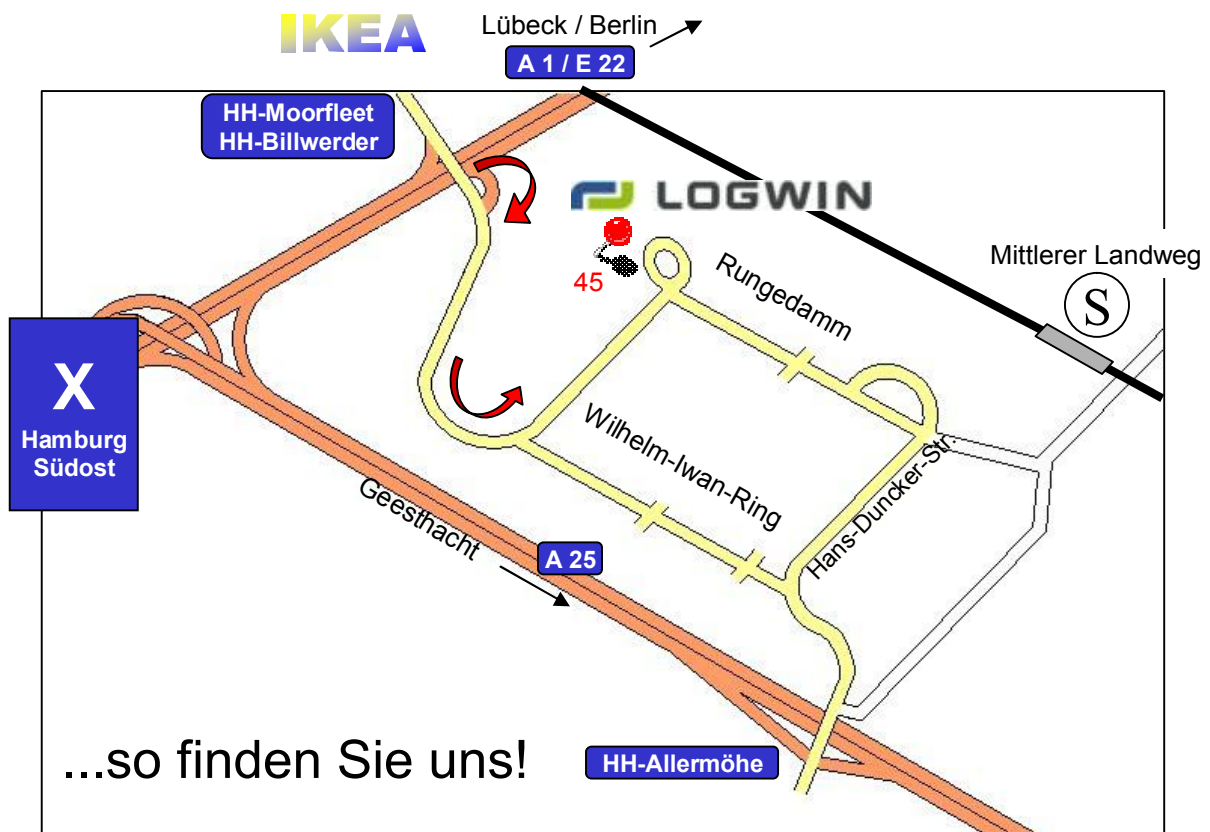 IKEA
Lübeck / Berlin
A 1 / E 22
HH-Moorfleet
HH-Billwerder
LOGWIN
45
Rungedamm
Mittlerer Landweg
S
X
Hamburg
Südost
Wilhelm-Iwan-Ring
Hans-Duncker-Str.
Geesthacht
A 25
...so finden Sie uns!
HH-Allermöhe